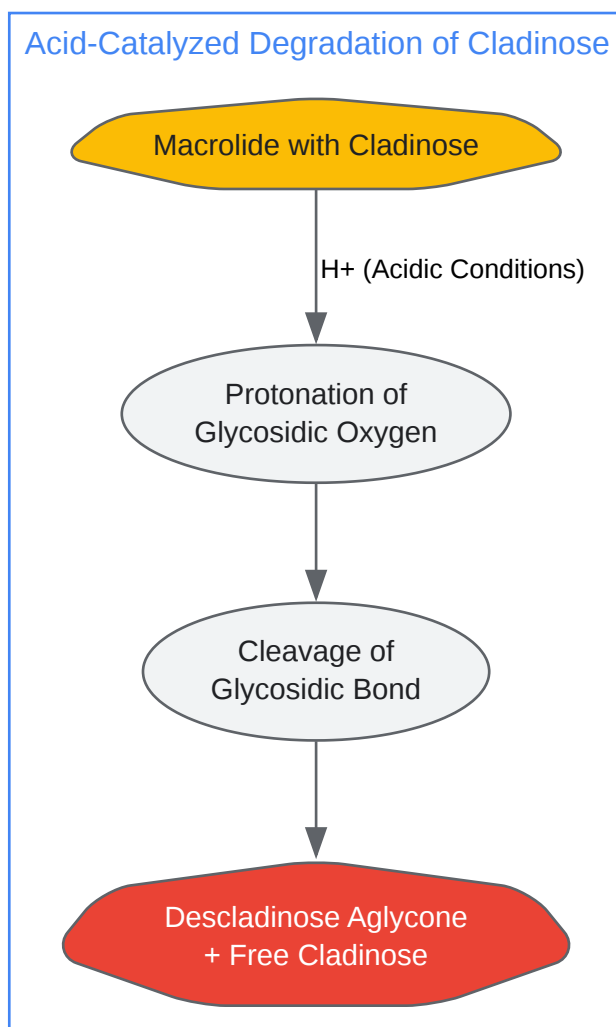 Acid-Catalyzed Degradation of Cladinose
Macrolide with Cladinose
H+ (Acidic Conditions)
Protonation of
Glycosidic Oxygen
Cleavage of
Glycosidic Bond
Descladinose Aglycone
+ Free Cladinose